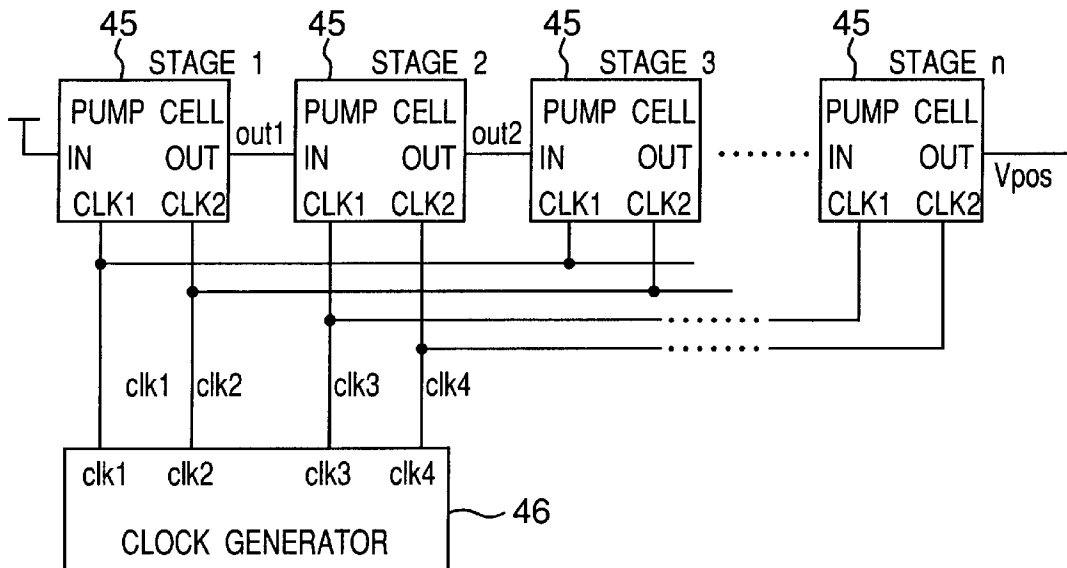 45 45 45 45
STAGE 1 STAGE 2 STAGE 3 STAGE n
PUMP CELL PUMP CELL PUMP CELL PUMP CELL
out1 out2
IN OUT IN OUT IN OUT IN OUT
Vpos
CLK1 CLK2 CLK1 CLK2 CLK1 CLK2 CLK1 CLK2
clk1 clk2 clk3 clk4
clk1 clk2 clk3 clk4
46
CLOCK GENERATOR